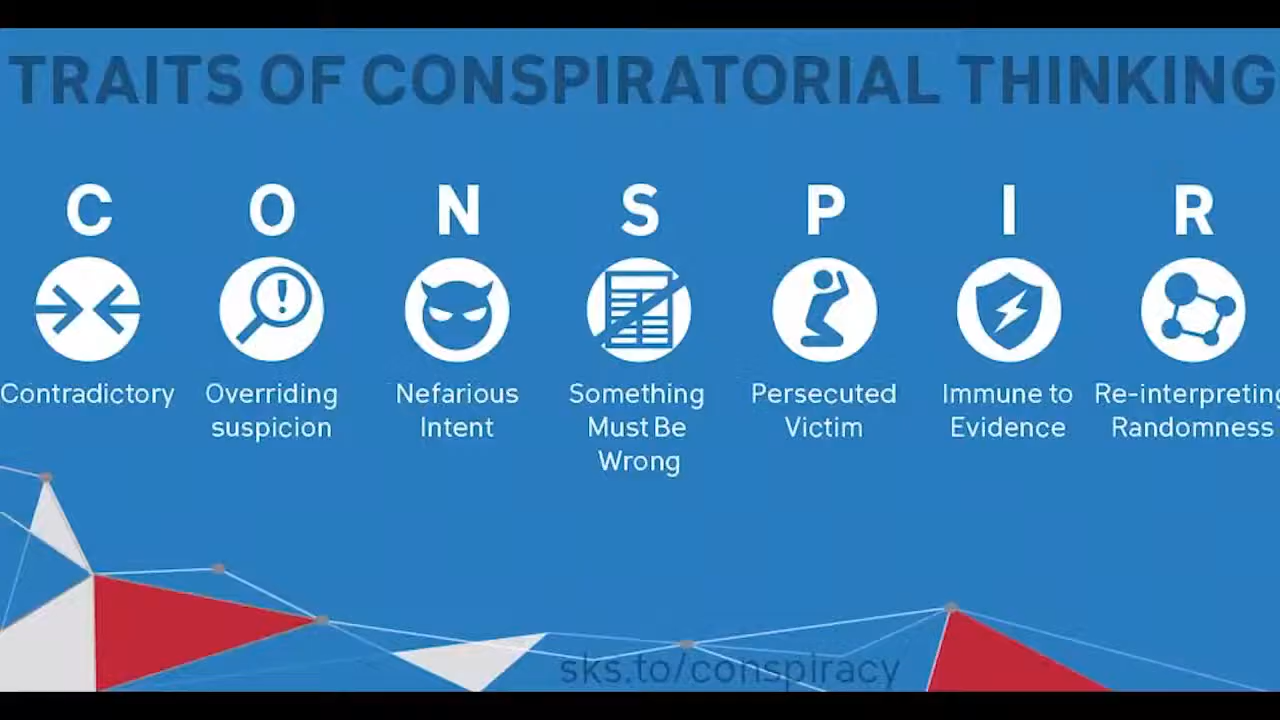 TRAITS OF CONSPIRATORIAL THINKING
C O N S P I R
Contradictory
Overriding
suspicion
Nefarious
Intent
Something
Must Be
Wrong
Persecuted
Victim
Immune to
Evidence
Re-interpreting
Randomness
sks.to/conspiracy